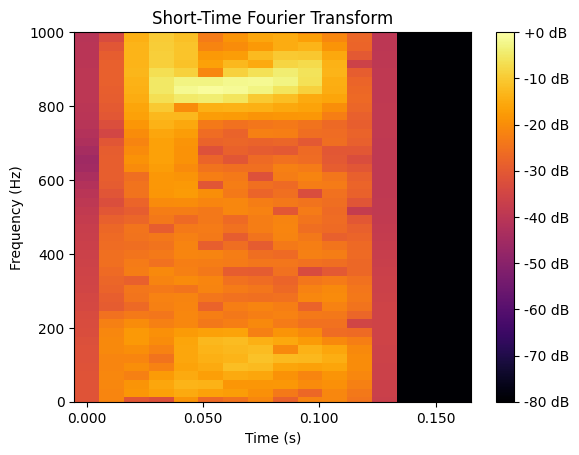 Short-Time Fourier Transform
1000
800
600
400
200
0
Frequency (Hz)
0.000
0.050
0.100
0.150
Time (s)
+0 dB
-10 dB
-20 dB
-30 dB
-40 dB
-50 dB
-60 dB
-70 dB
-80 dB